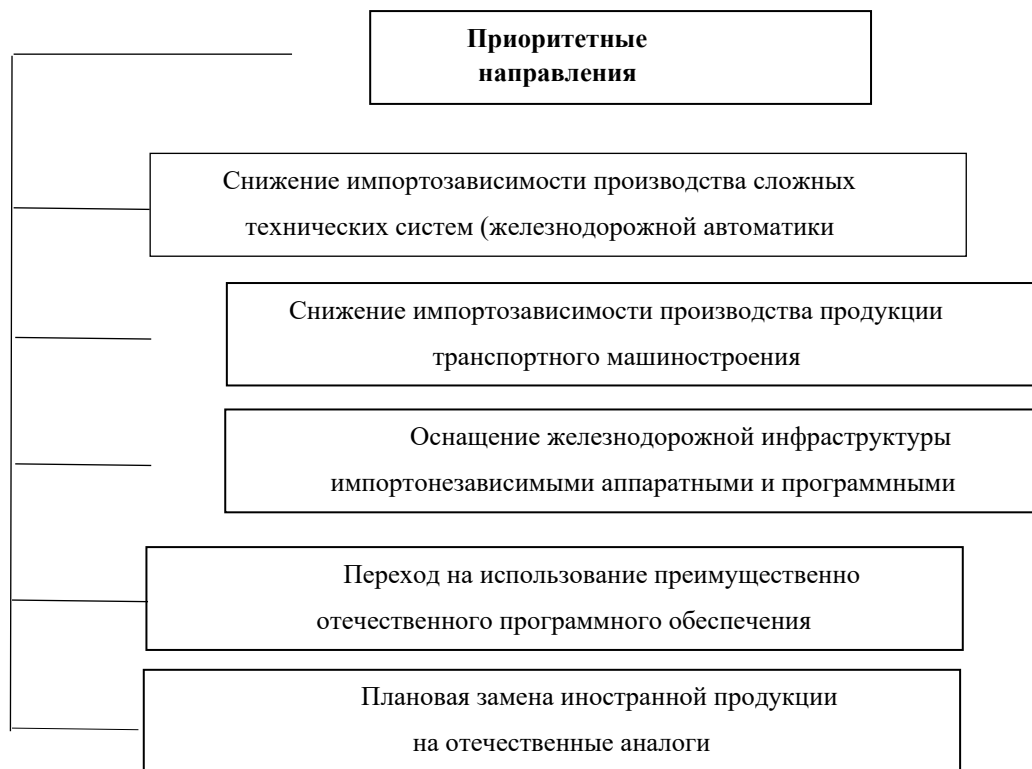 Приоритетные
направления
Снижение импортозависимости производства сложных
технических систем (железнодорожной автоматики
Снижение импортозависимости производства продукции
транспортного машиностроения
Оснащение железнодорожной инфраструктуры
импортонезависимыми аппаратными и программными
Переход на использование преимущественно
отечественного программного обеспечения
Плановая замена иностранной продукции
на отечественные аналоги